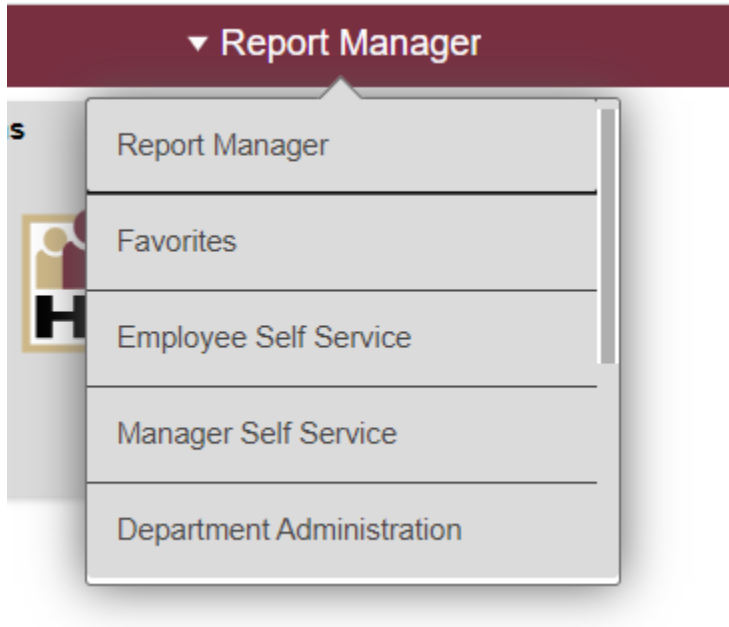 Report Manager
s
Report Manager
Favorites
H
Employee Self Service
Manager Self Service
Department Administration